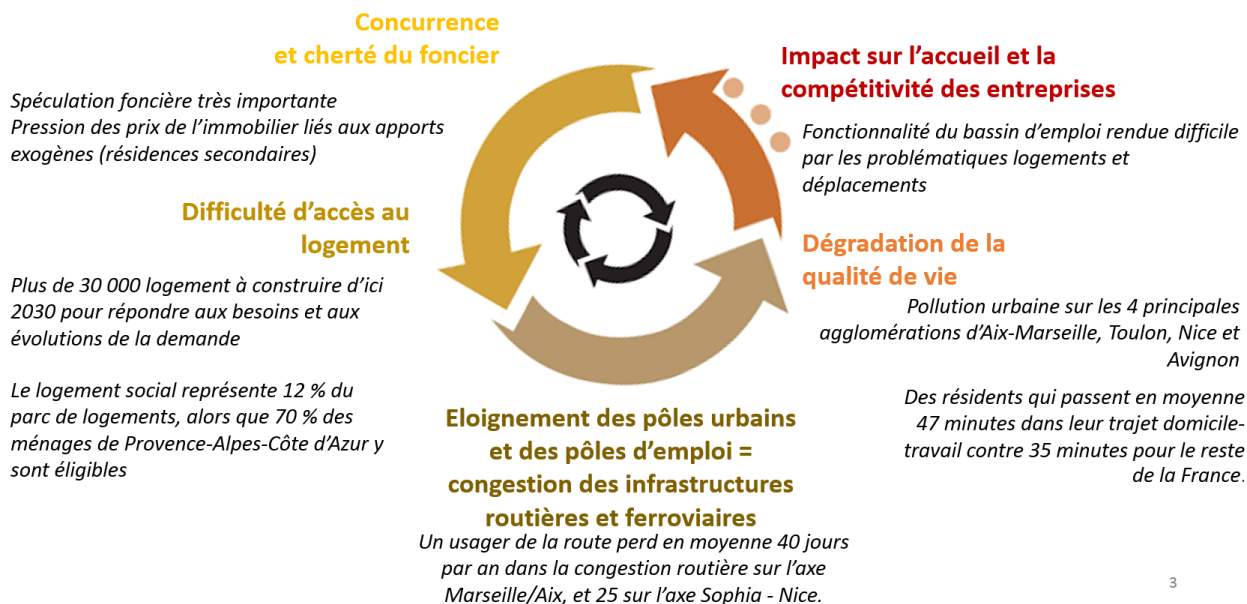 Concurrence
et cherté du foncier
Spéculation foncière très importante
Pression des prix de l’immobilier liés aux apports
exogènes (résidences secondaires)
Difficulté d’accès au
logement
Plus de 30 000 logement à construire d’ici
2030 pour répondre aux besoins et aux
évolutions de la demande
Le logement social représente 12 % du
parc de logements, alors que 70 % des
ménages de Provence-Alpes-Côte d’Azur y
sont éligibles
Eloignement des pôles urbains
et des pôles d’emploi =
congestion des infrastructures
routières et ferroviaires
Un usager de la route perd en moyenne 40 jours
par an dans la congestion routière sur l’axe
Marseille/Aix, et 25 sur l’axe Sophia - Nice.
Impact sur l’accueil et la
compétitivité des entreprises
Fonctionnalité du bassin d’emploi rendue difficile
par les problématiques logements et
déplacements
Dégradation de la
qualité de vie
Pollution urbaine sur les 4 principales
agglomérations d’Aix-Marseille, Toulon, Nice et
Avignon
Des résidents qui passent en moyenne
47 minutes dans leur trajet domicile-
travail contre 35 minutes pour le reste
de la France.
3